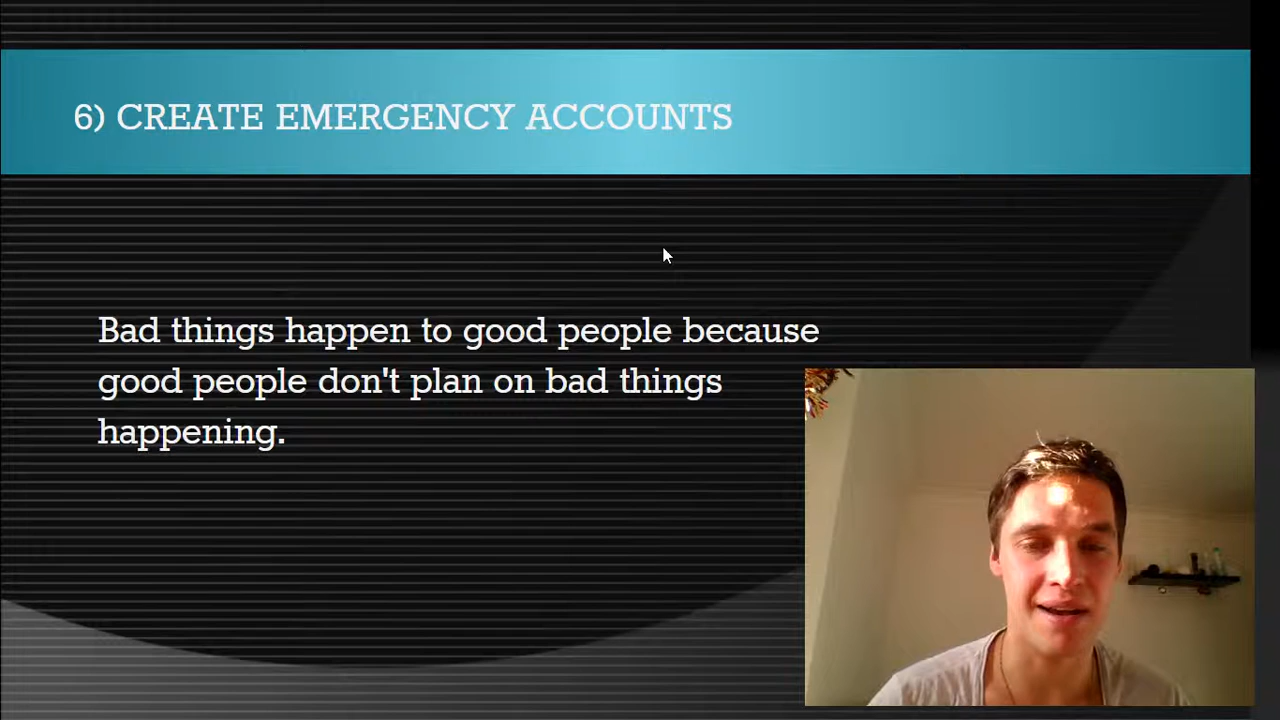 6) CREATE EMERGENCY ACCOUNTS
Bad things happen to good people because
good people don't plan on bad things
happening.